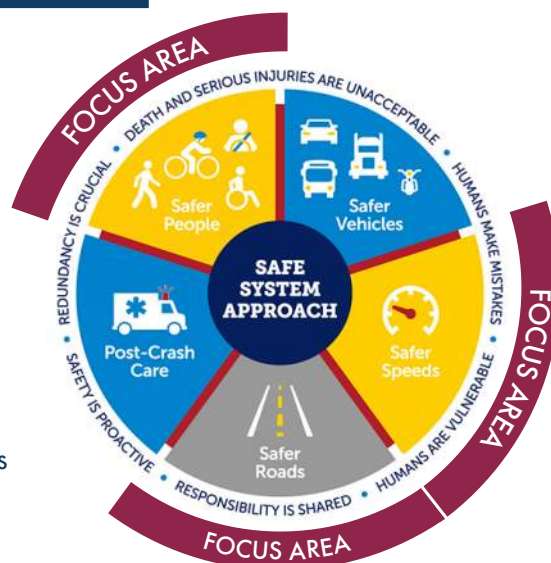 FOCUS AREA
DEATH AND SERIOUS INJURIES ARE UNACCEPTABLE •
HUMANS MAKE MISTAKES •
HUMANS ARE VULNERABLE •
RESPONSIBILITY IS SHARED •
SAFETY IS PROACTIVE •
REDUNDANCY IS CRUCIAL •
Safer
People
Safer
Vehicles
SAFE
SYSTEM
APPROACH
Post-Crash
Care
Safer
Speeds
Safer
Roads
FOCUS AREA
FOCUS AREA
s